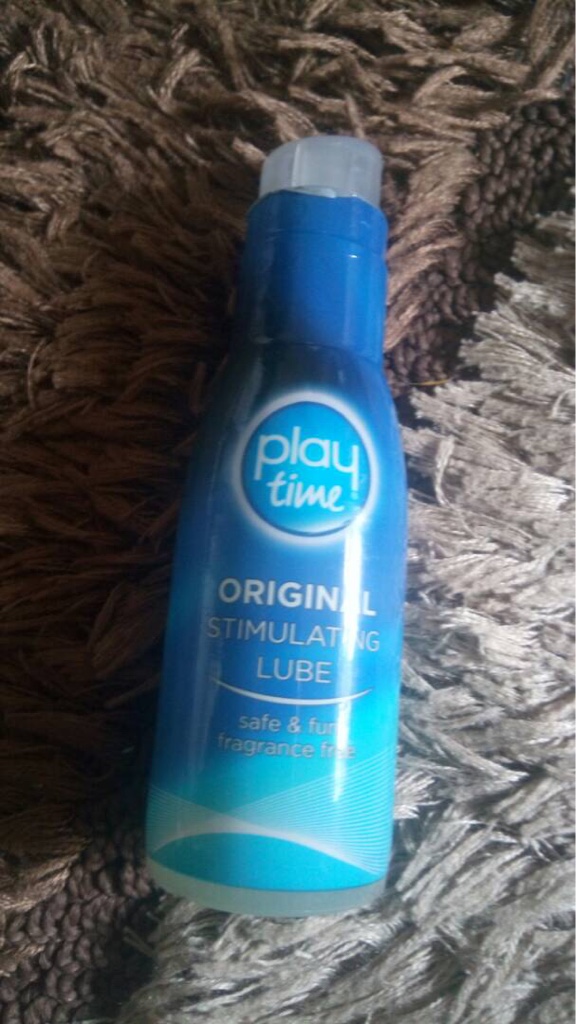 play
time
ORIGINAL
STIMULATING
LUBE
safe & fun
fragrance free